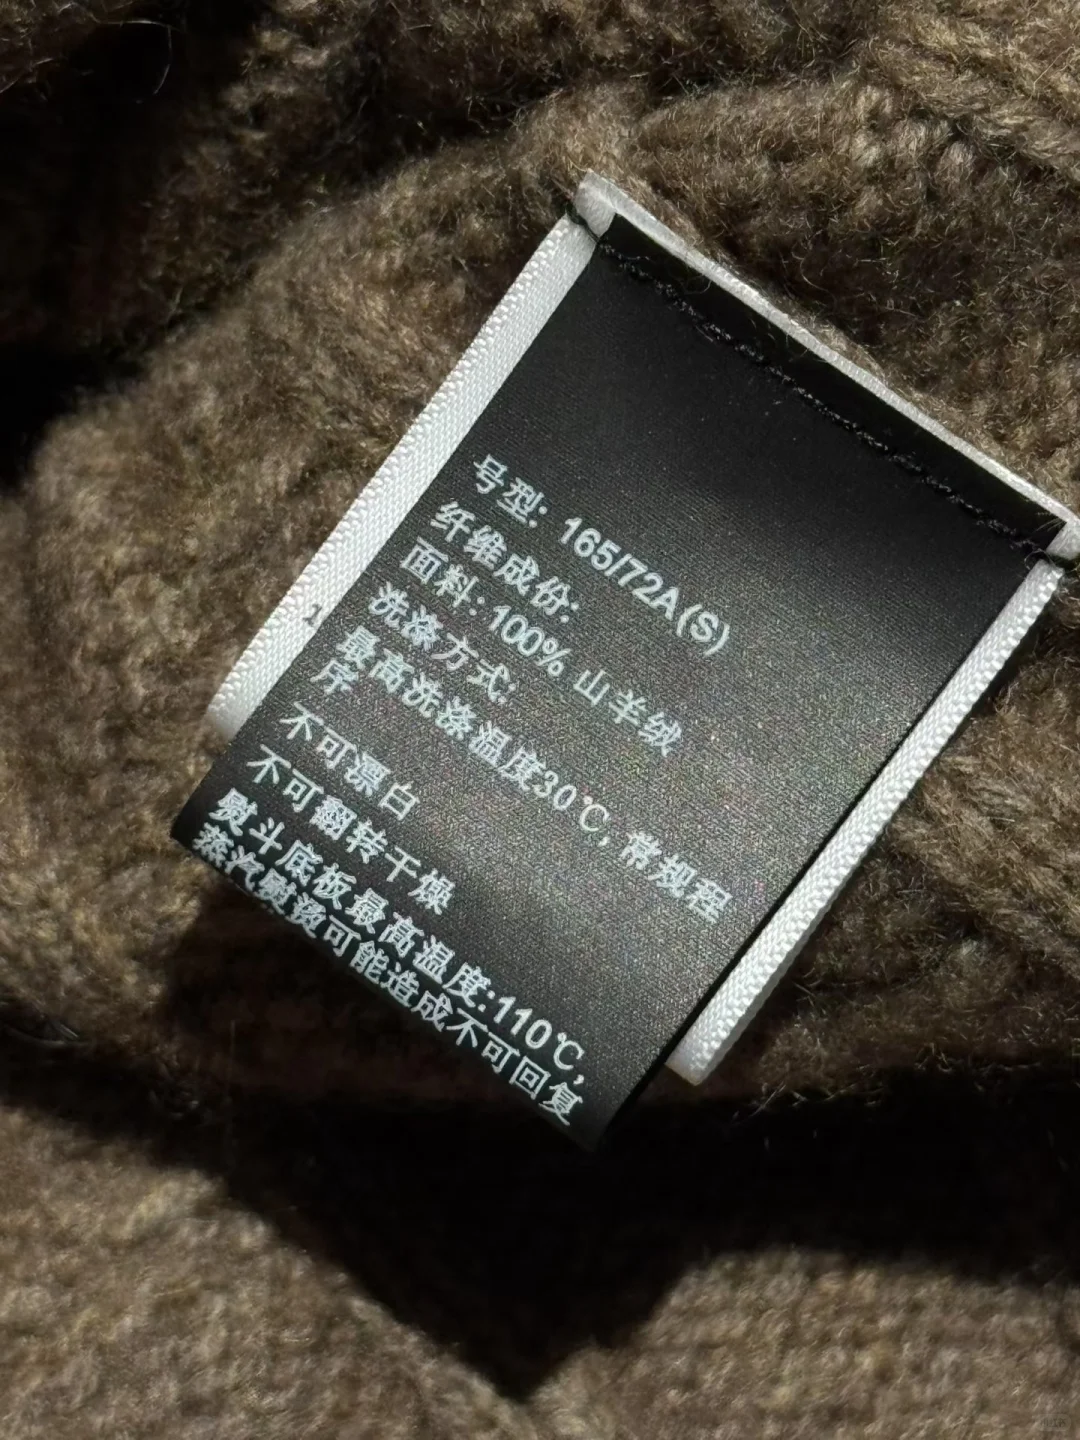 号型: 165/72A(S)
纤维成份:
面料: 100% 山羊绒
洗涤方式:
最高洗涤温度30℃, 常规程
序
不可漂白
不可翻转干燥
熨斗底板最高温度:110℃,
蒸汽熨烫可能造成不可回复